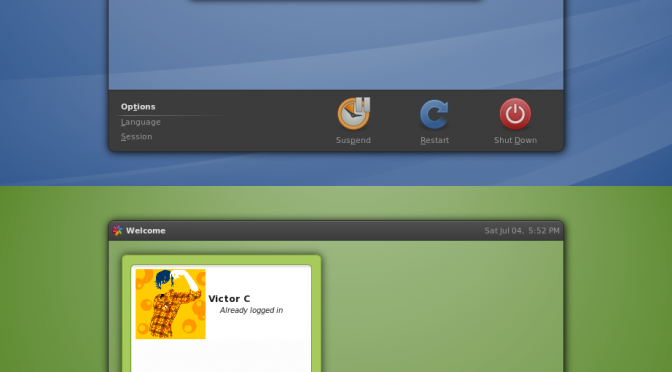 Options
Language
Session
Suspend
Restart
Shut Down
Welcome
Sat Jul 04, 5:52 PM
Victor C
Already logged in